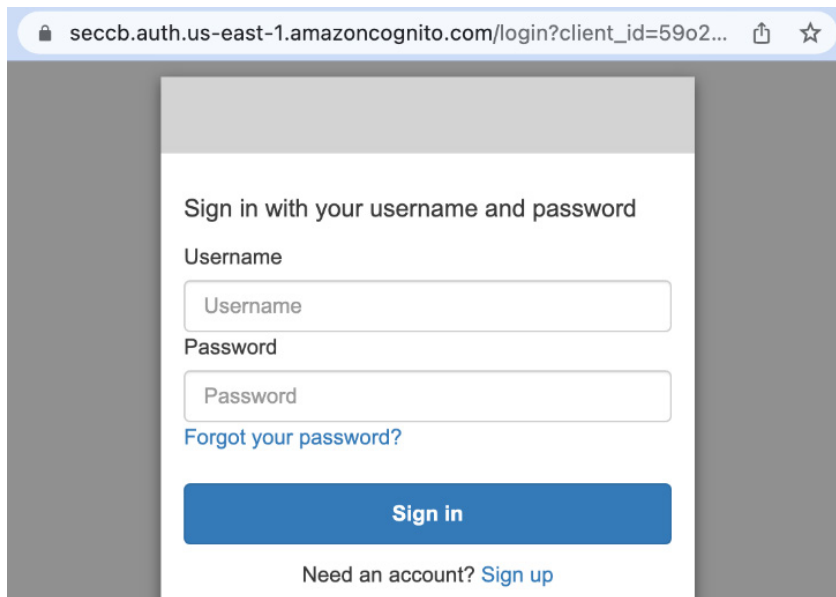 seccb.auth.us-east-1.amazoncognito.com/login?client_id=59o2...
Sign in with your username and password
Username
Username
Password
Password
Forgot your password?
Sign in
Need an account? Sign up